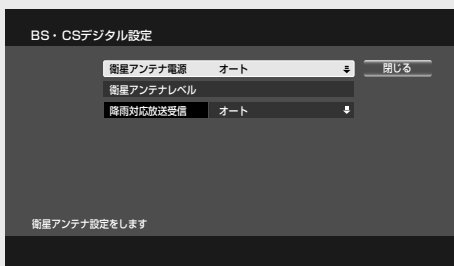 BS・CSデジタル設定
衛星アンテナ電源 オート 閉じる
衛星アンテナレベル
降雨対応放送受信 オート
衛星アンテナ設定をします